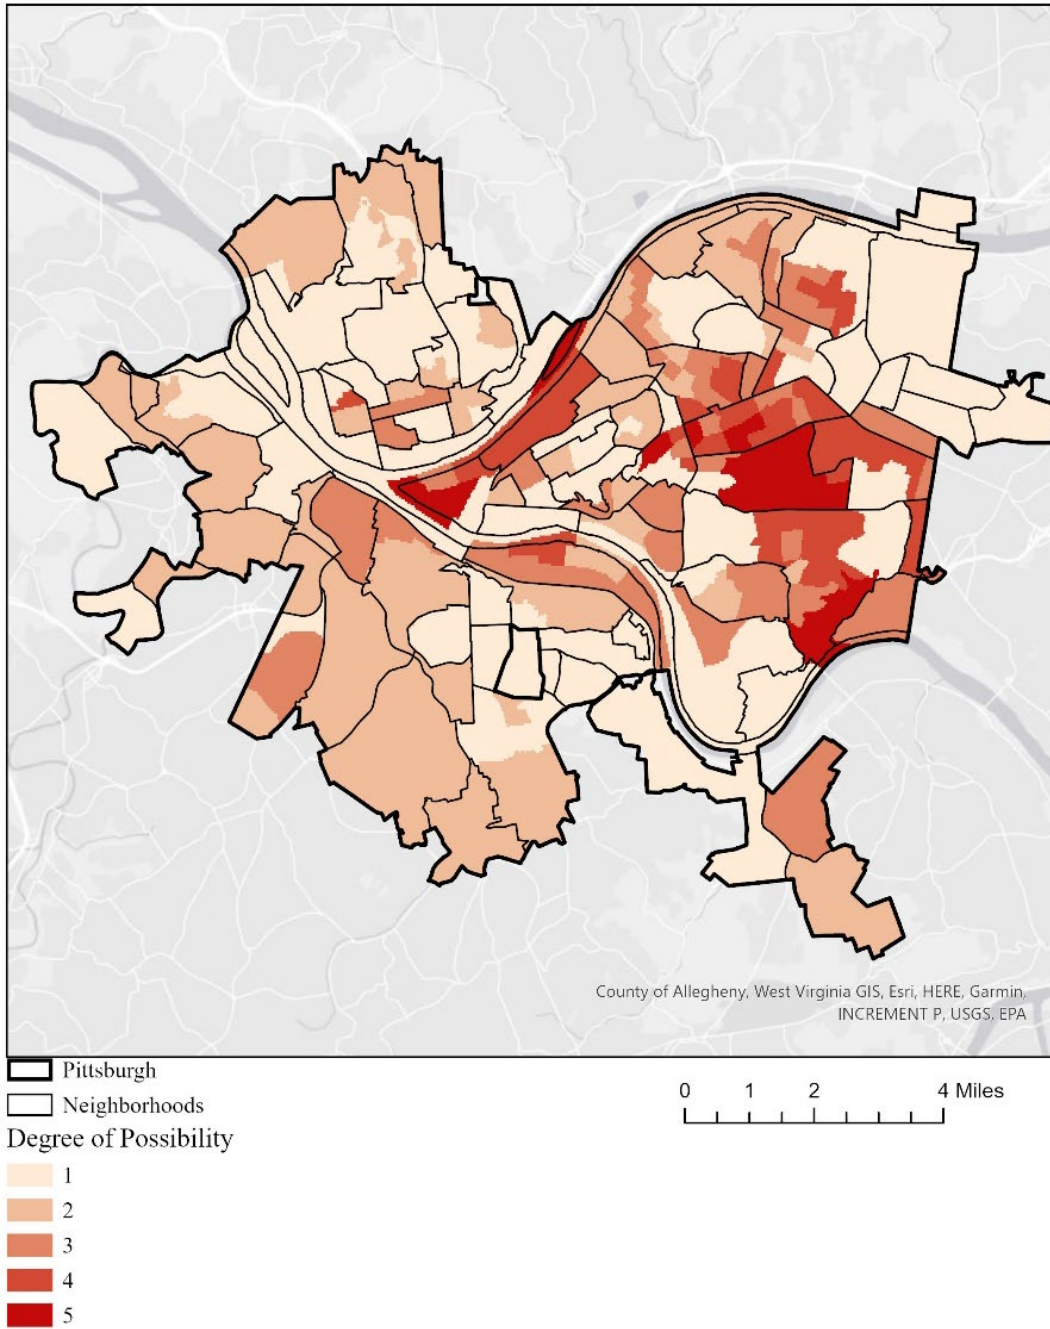 County of Allegheny, West Virginia GIS, Esri, HERE, Garmin,
INCREMENT P, USGS, EPA
Pittsburgh
Neighborhoods
0 1 2 4 Miles
Degree of Possibility
1
2
3
4
5